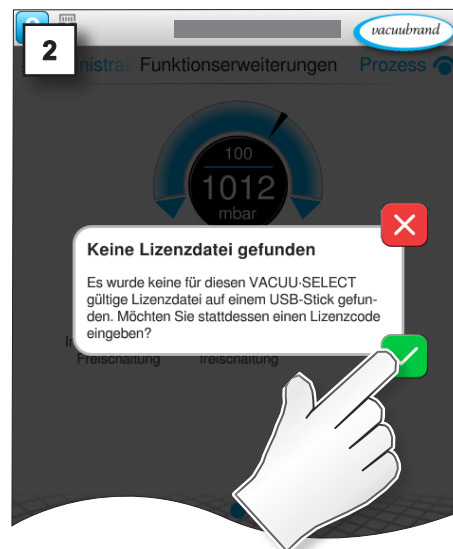 2
vacuubrand
Funktionserweiterungen Prozess
100
1012
mbar
Keine Lizenzdatei gefunden
Es wurde keine für diesen VACUU·SELECT
gültige Lizenzdatei auf einem USB-Stick gefun-
den. Möchten Sie stattdessen einen Lizenzcode
eingeben?
Freischaltung freischaltung